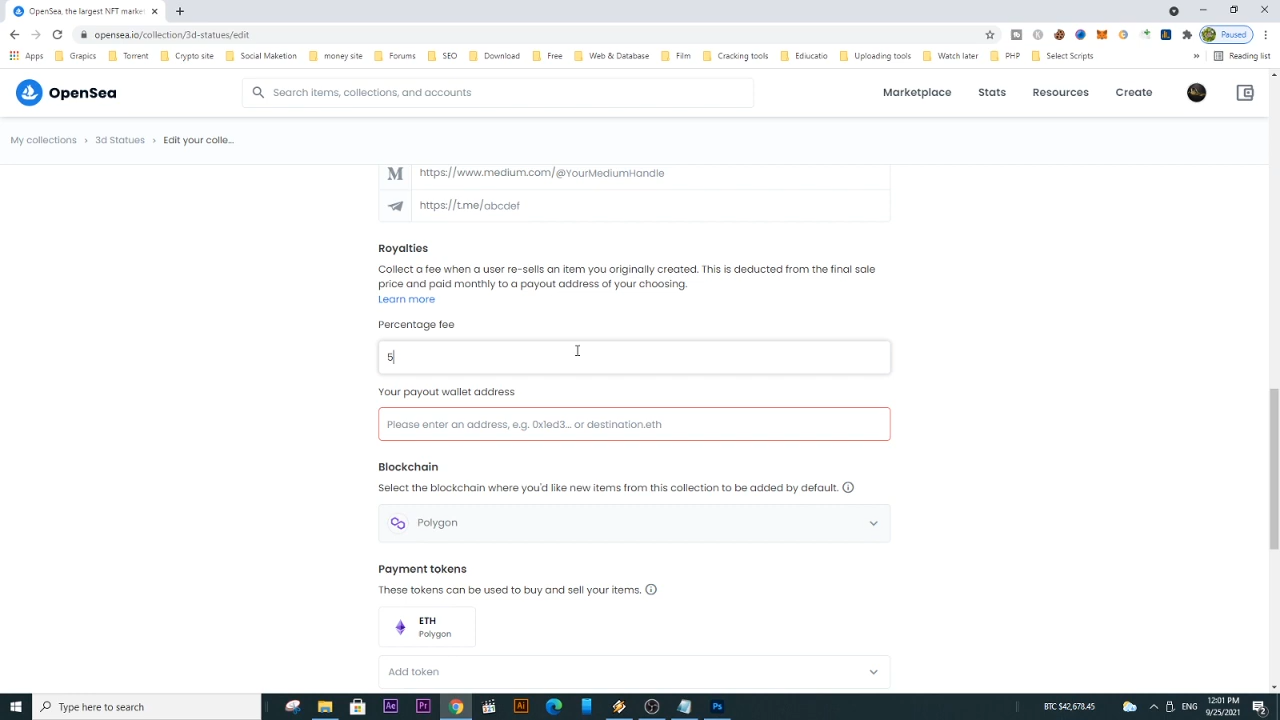 OpenSea, the largest NFT market
opensea.io/collection/3d-statues/edit
Paused
Apps Grapics Torrent Crypto site Social Maketion money site Forums SEO Download Free Web & Database Film Cracking tools Educatio Uploading tools Watch later PHP Select Scripts » Reading list
OpenSea
Search items, collections, and accounts
Marketplace Stats Resources Create
My collections › 3d Statues › Edit your colle...
M https://www.medium.com/@YourMediumHandle
https://t.me/abcdef
Royalties
Collect a fee when a user re-sells an item you originally created. This is deducted from the final sale
price and paid monthly to a payout address of your choosing.
Learn more
Percentage fee
5
Your payout wallet address
Please enter an address, e.g. 0x1ed3... or destination.eth
Blockchain
Select the blockchain where you'd like new items from this collection to be added by default.
Polygon
Payment tokens
These tokens can be used to buy and sell your items.
ETH
Polygon
Add token
Type here to search
Ae Pr Ai Ps
BTC $42,678.45
ENG
12:01 PM
9/25/2021
2